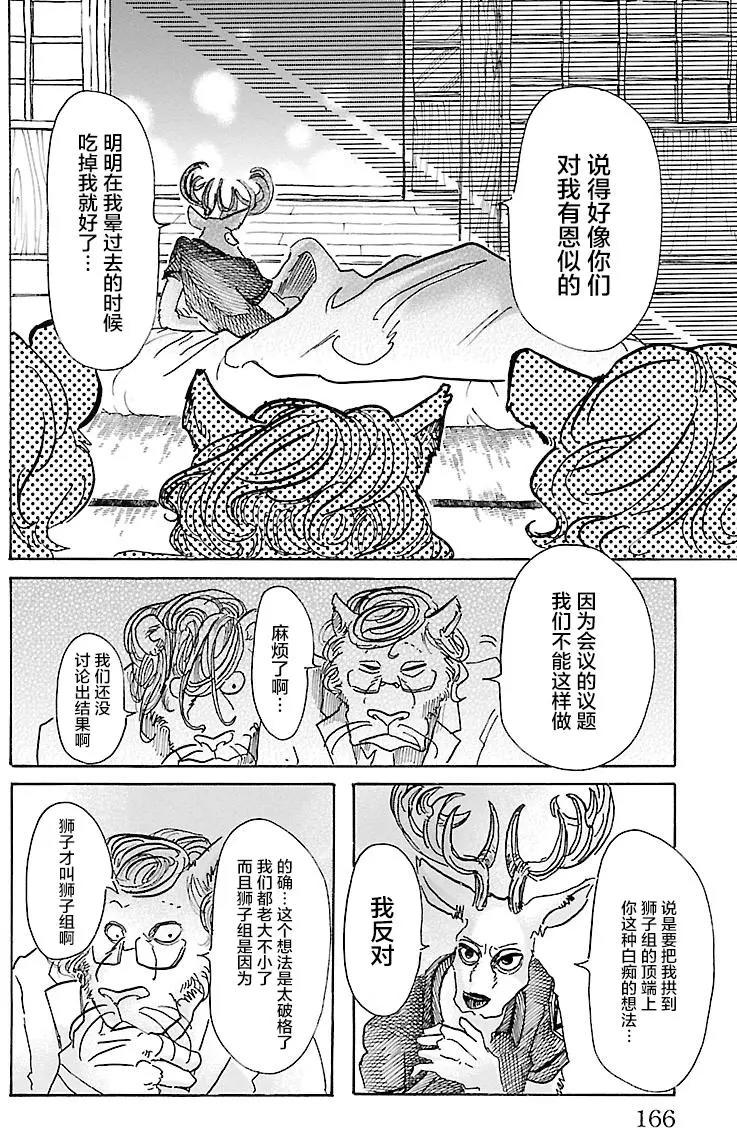 说得好像你们
对我有恩似的
明明在我晕过去的时候
吃掉我就好了…
因为会议的议题
我们不能这样做
麻烦了啊…
我们还没
讨论出结果啊
说是要把我拱到
狮子组的顶端上
你这种白痴的想法…
我反对
的确…这个想法是太破格了
我们都老大不小了
而且狮子组是因为
狮子才叫狮子组啊
166